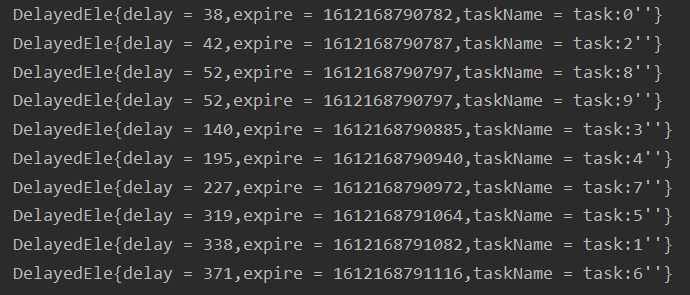 DelayedEle{delay = 38,expire = 1612168790782,taskName = task:0''}
DelayedEle{delay = 42,expire = 1612168790787,taskName = task:2''}
DelayedEle{delay = 52,expire = 1612168790797,taskName = task:8''}
DelayedEle{delay = 52,expire = 1612168790797,taskName = task:9''}
DelayedEle{delay = 140,expire = 1612168790885,taskName = task:3''}
DelayedEle{delay = 195,expire = 1612168790940,taskName = task:4''}
DelayedEle{delay = 227,expire = 1612168790972,taskName = task:7''}
DelayedEle{delay = 319,expire = 1612168791064,taskName = task:5''}
DelayedEle{delay = 338,expire = 1612168791082,taskName = task:1''}
DelayedEle{delay = 371,expire = 1612168791116,taskName = task:6''}